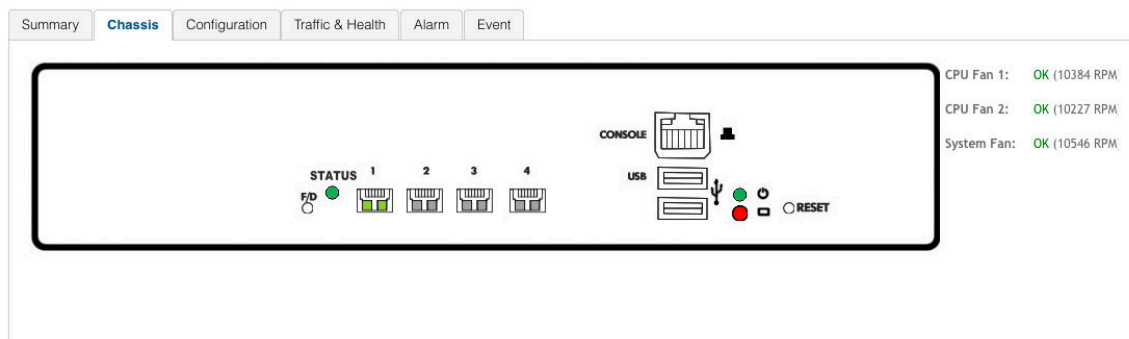 Summary Chassis Configuration Traffic & Health Alarm Event
CPU Fan 1: OK (10384 RPM
CPU Fan 2: OK (10227 RPM
System Fan: OK (10546 RPM
CONSOLE
STATUS 1 2 3 4 USB
F/D
RESET